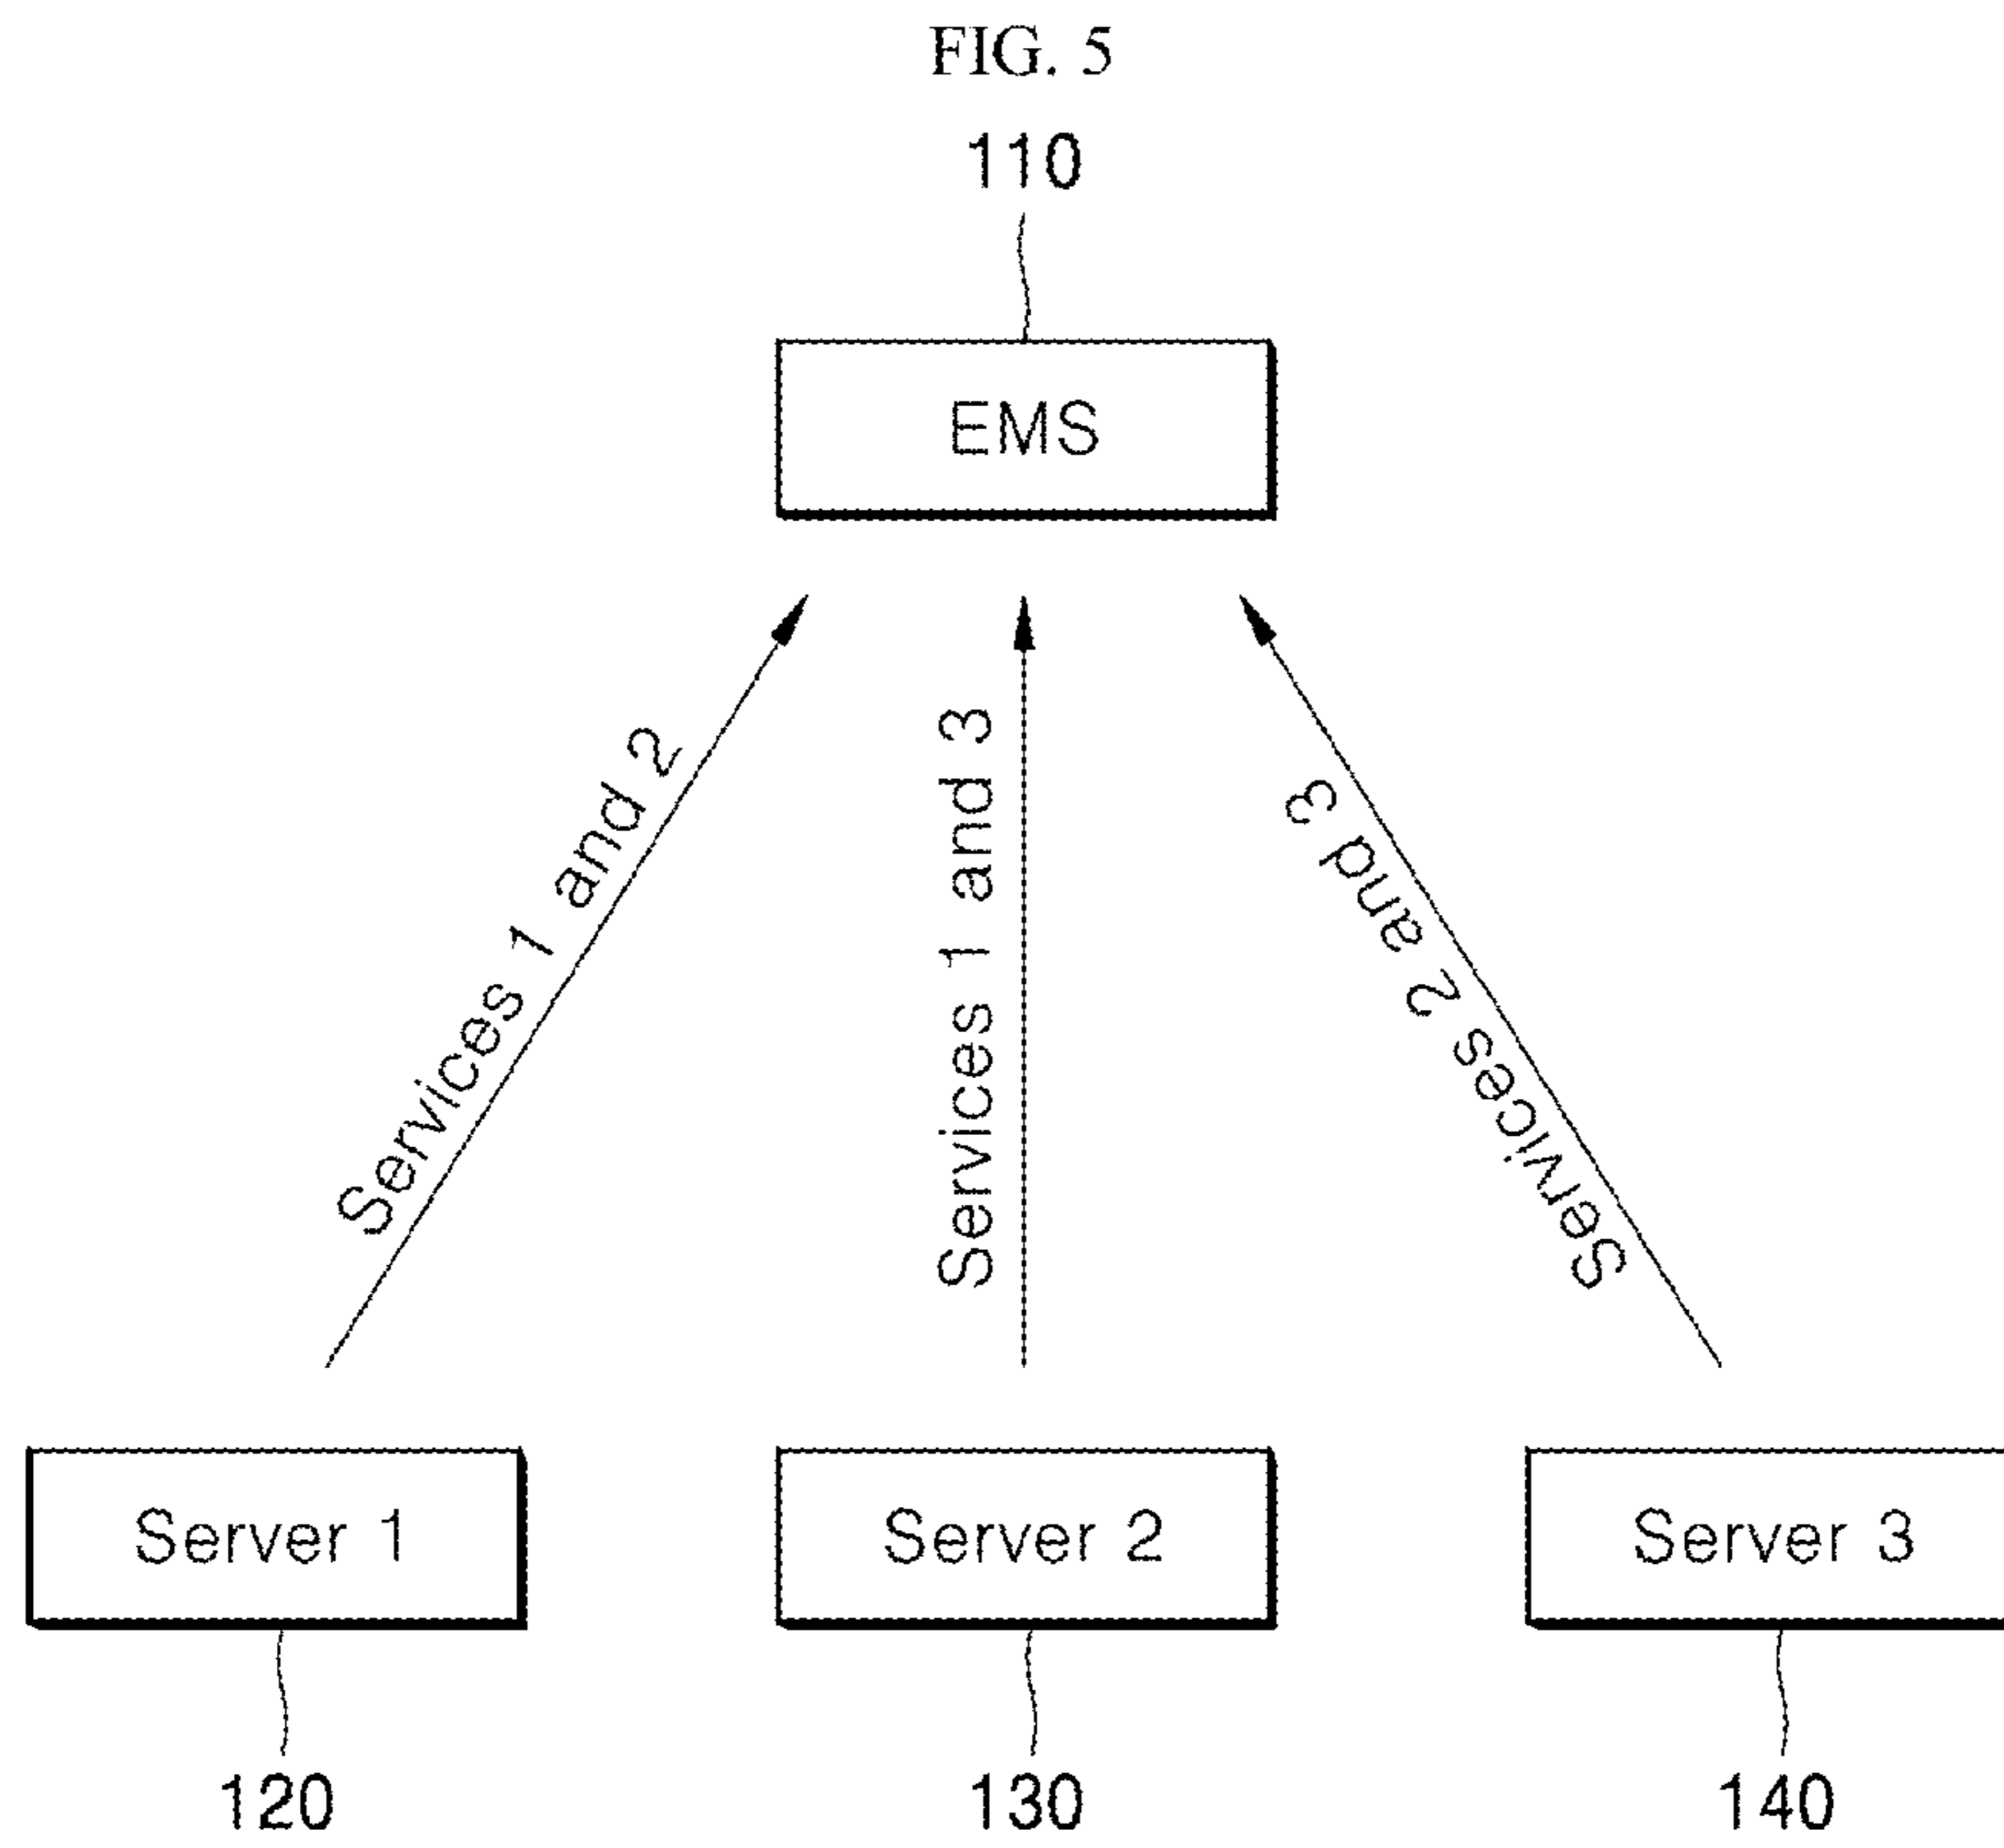 FIG. 5
110
EMS
Services 1 and 2
Services 1 and 3
Services 2 and 3
Server 1
Server 2
Server 3
120
130
140